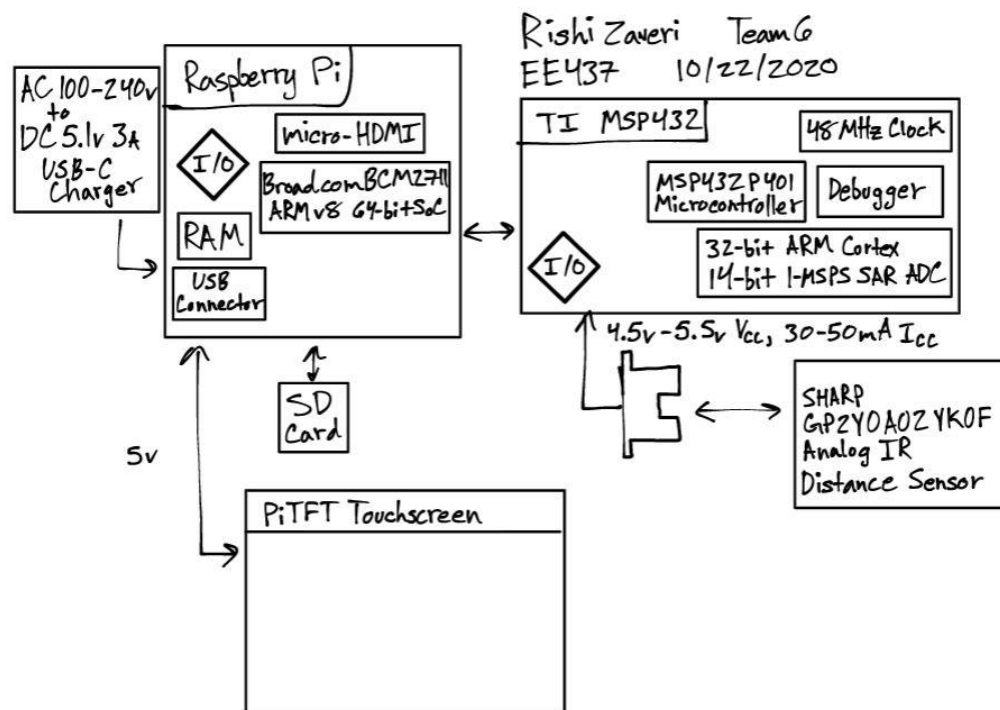 Rishi Zaveri Team 6
EE437 10/22/2020
AC 100-240v
to
DC 5.1v 3A
USB-C
Charger
Raspberry Pi
micro-HDMI
I/O
Broadcom BCM2711
ARM v8 64-bit SoC
RAM
USB
Connector
TI MSP432
48 MHz Clock
MSP432P401
Microcontroller
Debugger
I/O
32-bit ARM Cortex
14-bit 1-MSPS SAR ADC
4.5v-5.5v Vcc, 30-50mA Icc
SD
Card
SHARP
GP2Y0A02YK0F
Analog IR
Distance Sensor
5v
PiTFT Touchscreen